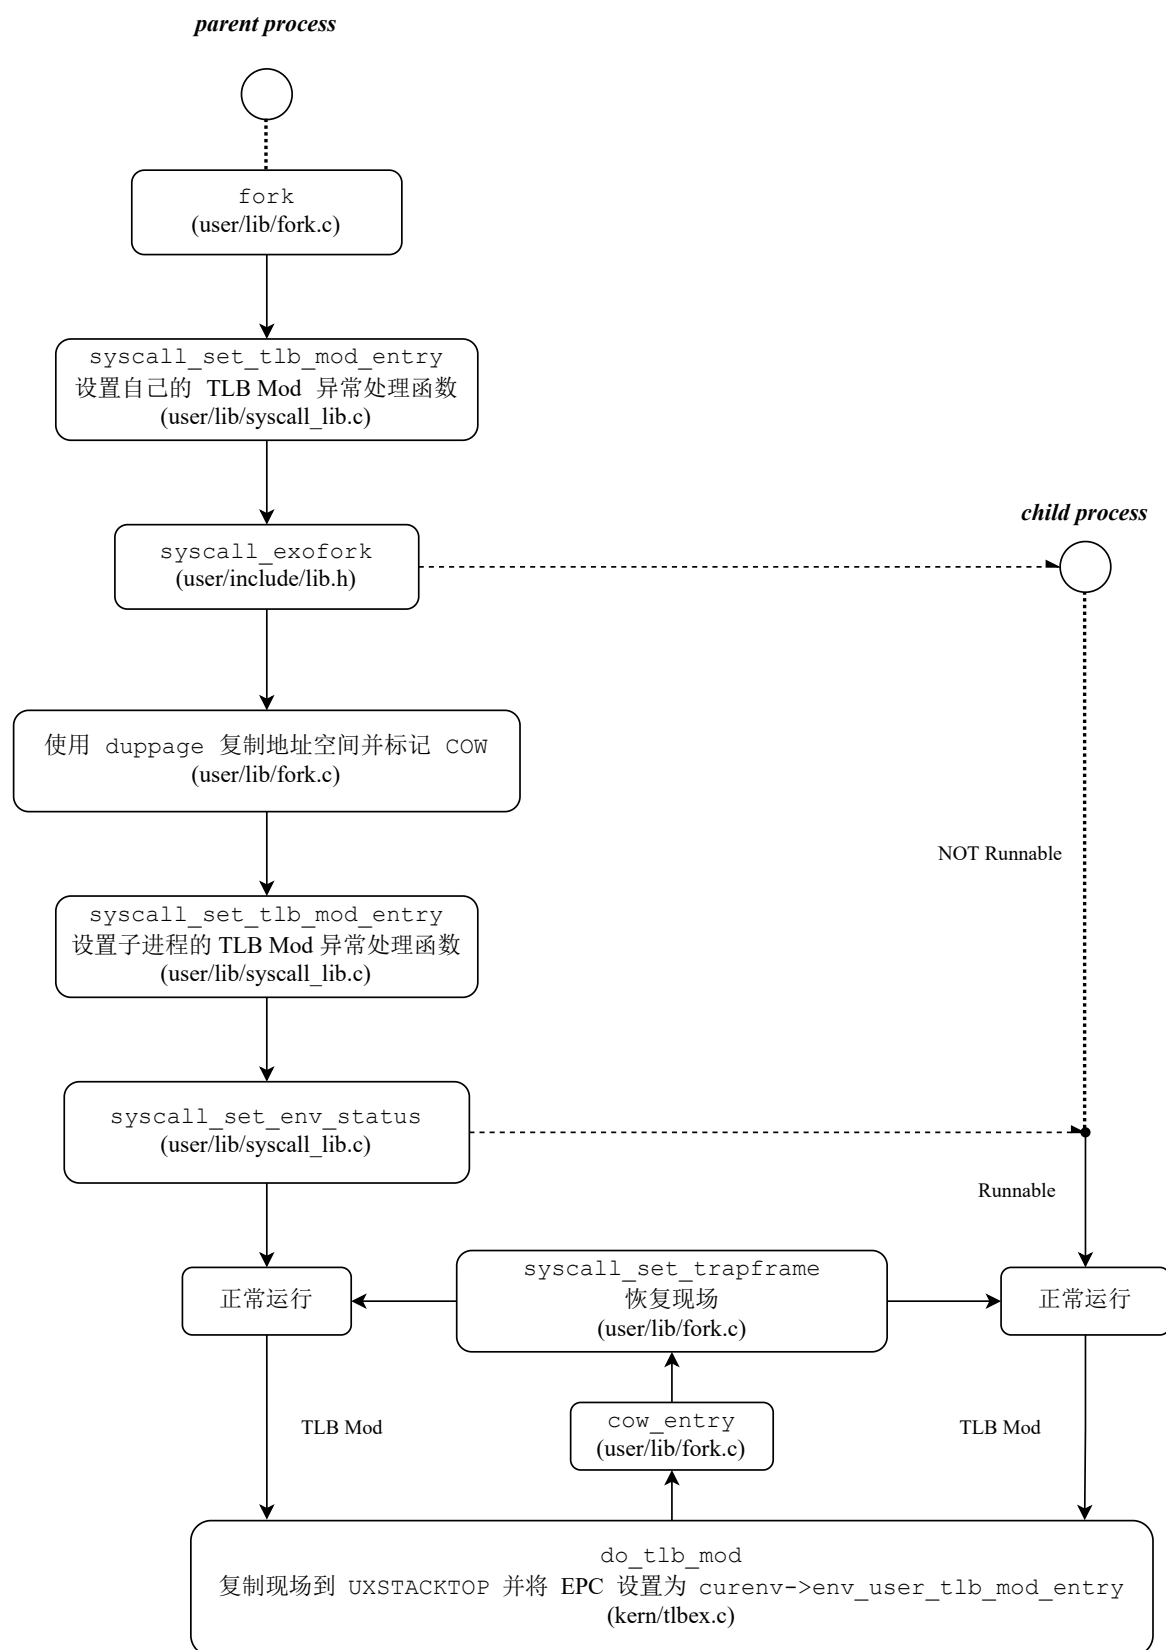 parent process
fork
(user/lib/fork.c)
syscall_set_tlb_mod_entry
设置自己的 TLB Mod 异常处理函数
(user/lib/syscall_lib.c)
child process
syscall_exofork
(user/include/lib.h)
使用 duppage 复制地址空间并标记 COW
(user/lib/fork.c)
NOT Runnable
syscall_set_tlb_mod_entry
设置子进程的 TLB Mod 异常处理函数
(user/lib/syscall_lib.c)
syscall_set_env_status
(user/lib/syscall_lib.c)
Runnable
正常运行
syscall_set_trapframe
恢复现场
(user/lib/fork.c)
正常运行
TLB Mod
cow_entry
(user/lib/fork.c)
TLB Mod
do_tlb_mod
复制现场到 UXSTACKTOP 并将 EPC 设置为 curenv->env_user_tlb_mod_entry
(kern/tlbex.c)